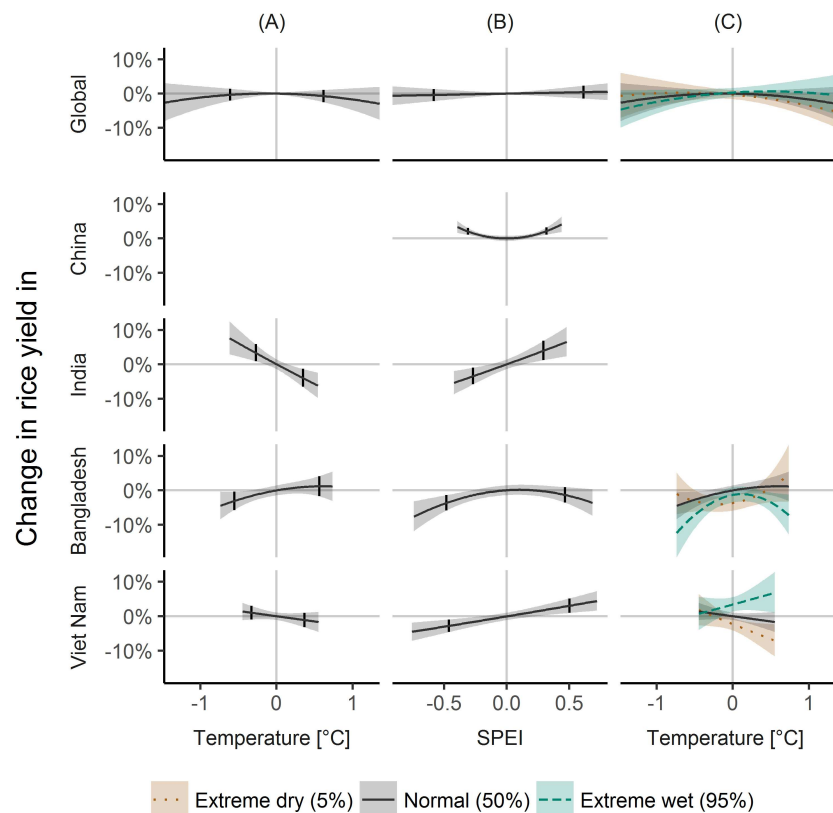 (A) (B) (C)
Change in rice yield in
Global
10%
0%
-10%
China
10%
0%
-10%
India
10%
0%
-10%
Bangladesh
10%
0%
-10%
Viet Nam
10%
0%
-10%
-1 0 1 -0.5 0.0 0.5 -1 0 1
Temperature [°C] SPEI Temperature [°C]
Extreme dry (5%) Normal (50%) Extreme wet (95%)